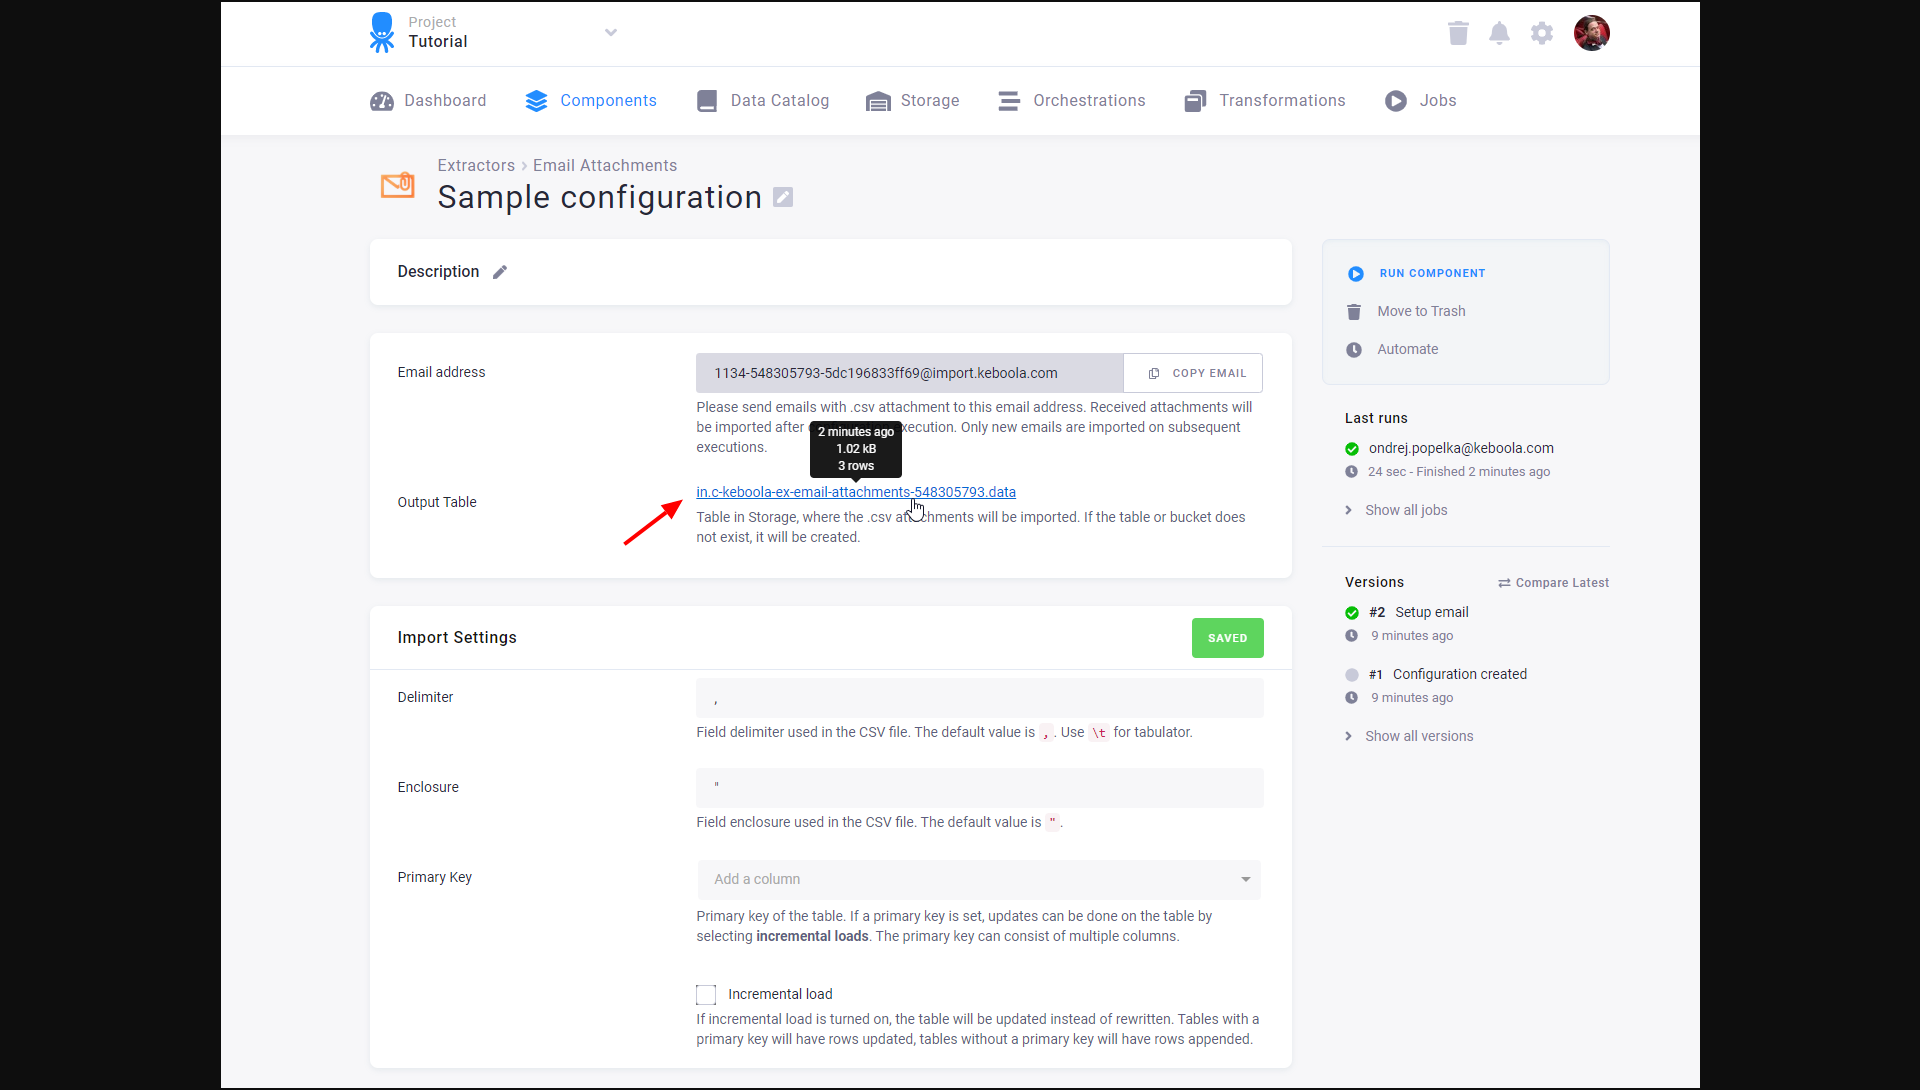 Project
Tutorial
Dashboard
Components
Data Catalog
Storage
Orchestrations
Transformations
Jobs
Extractors › Email Attachments
Sample configuration
Description
RUN COMPONENT
Move to Trash
Automate
Email address
1134-548305793-5dc196833ff69@import.keboola.com
COPY EMAIL
Please send emails with .csv attachment to this email address. Received attachments will
be imported after execution. Only new emails are imported on subsequent
executions.
2 minutes ago
1.02 kB
3 rows
Output Table
in.c-keboola-ex-email-attachments-548305793.data
Table in Storage, where the .csv attachments will be imported. If the table or bucket does
not exist, it will be created.
Last runs
ondrej.popelka@keboola.com
24 sec - Finished 2 minutes ago
Show all jobs
Versions
Compare Latest
#2 Setup email
9 minutes ago
#1 Configuration created
9 minutes ago
Show all versions
Import Settings
SAVED
Delimiter
,
Field delimiter used in the CSV file. The default value is , . Use \t for tabulator.
Enclosure
"
Field enclosure used in the CSV file. The default value is " .
Primary Key
Add a column
Primary key of the table. If a primary key is set, updates can be done on the table by
selecting incremental loads. The primary key can consist of multiple columns.
Incremental load
If incremental load is turned on, the table will be updated instead of rewritten. Tables with a
primary key will have rows updated, tables without a primary key will have rows appended.